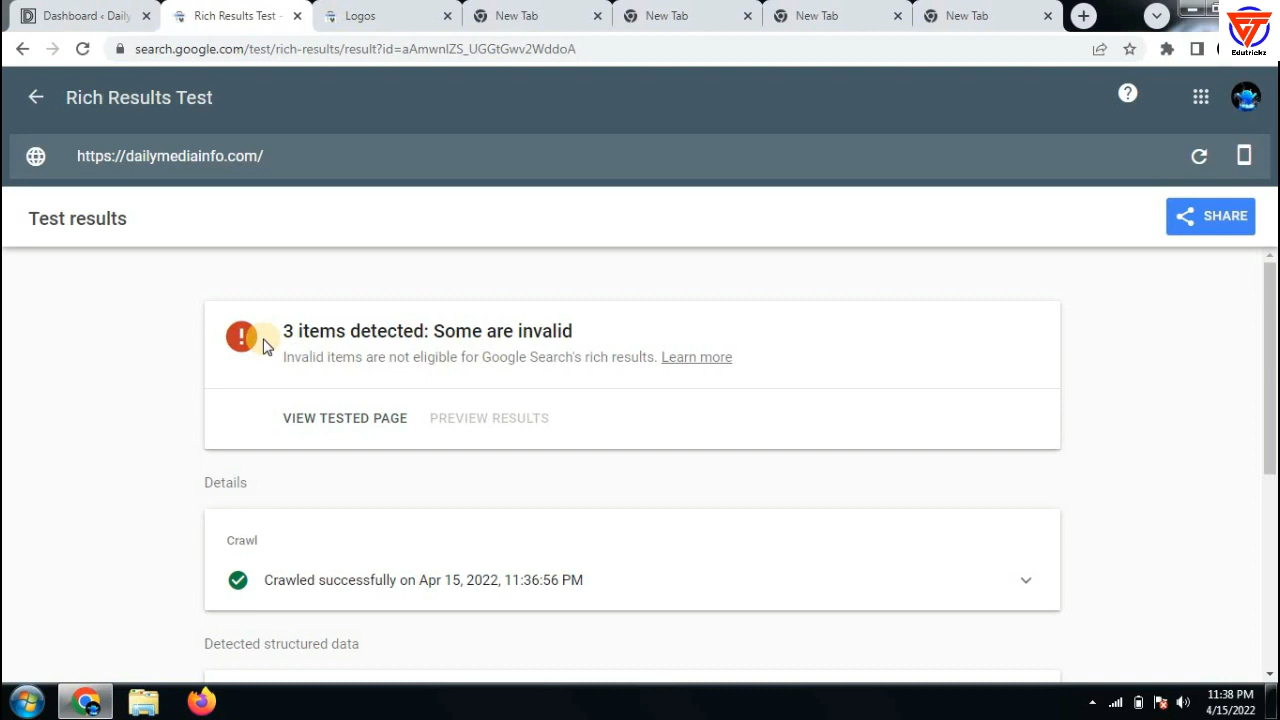 Dashboard ‹ Daily
Rich Results Test -
Logos
New Tab
New Tab
New Tab
New Tab
Edutrickz
search.google.com/test/rich-results/result?id=aAmwnIZS_UGGtGwv2WddoA
Rich Results Test
https://dailymediainfo.com/
Test results
SHARE
3 items detected: Some are invalid
Invalid items are not eligible for Google Search's rich results. Learn more
VIEW TESTED PAGE PREVIEW RESULTS
Details
Crawl
Crawled successfully on Apr 15, 2022, 11:36:56 PM
Detected structured data
11:38 PM
4/15/2022